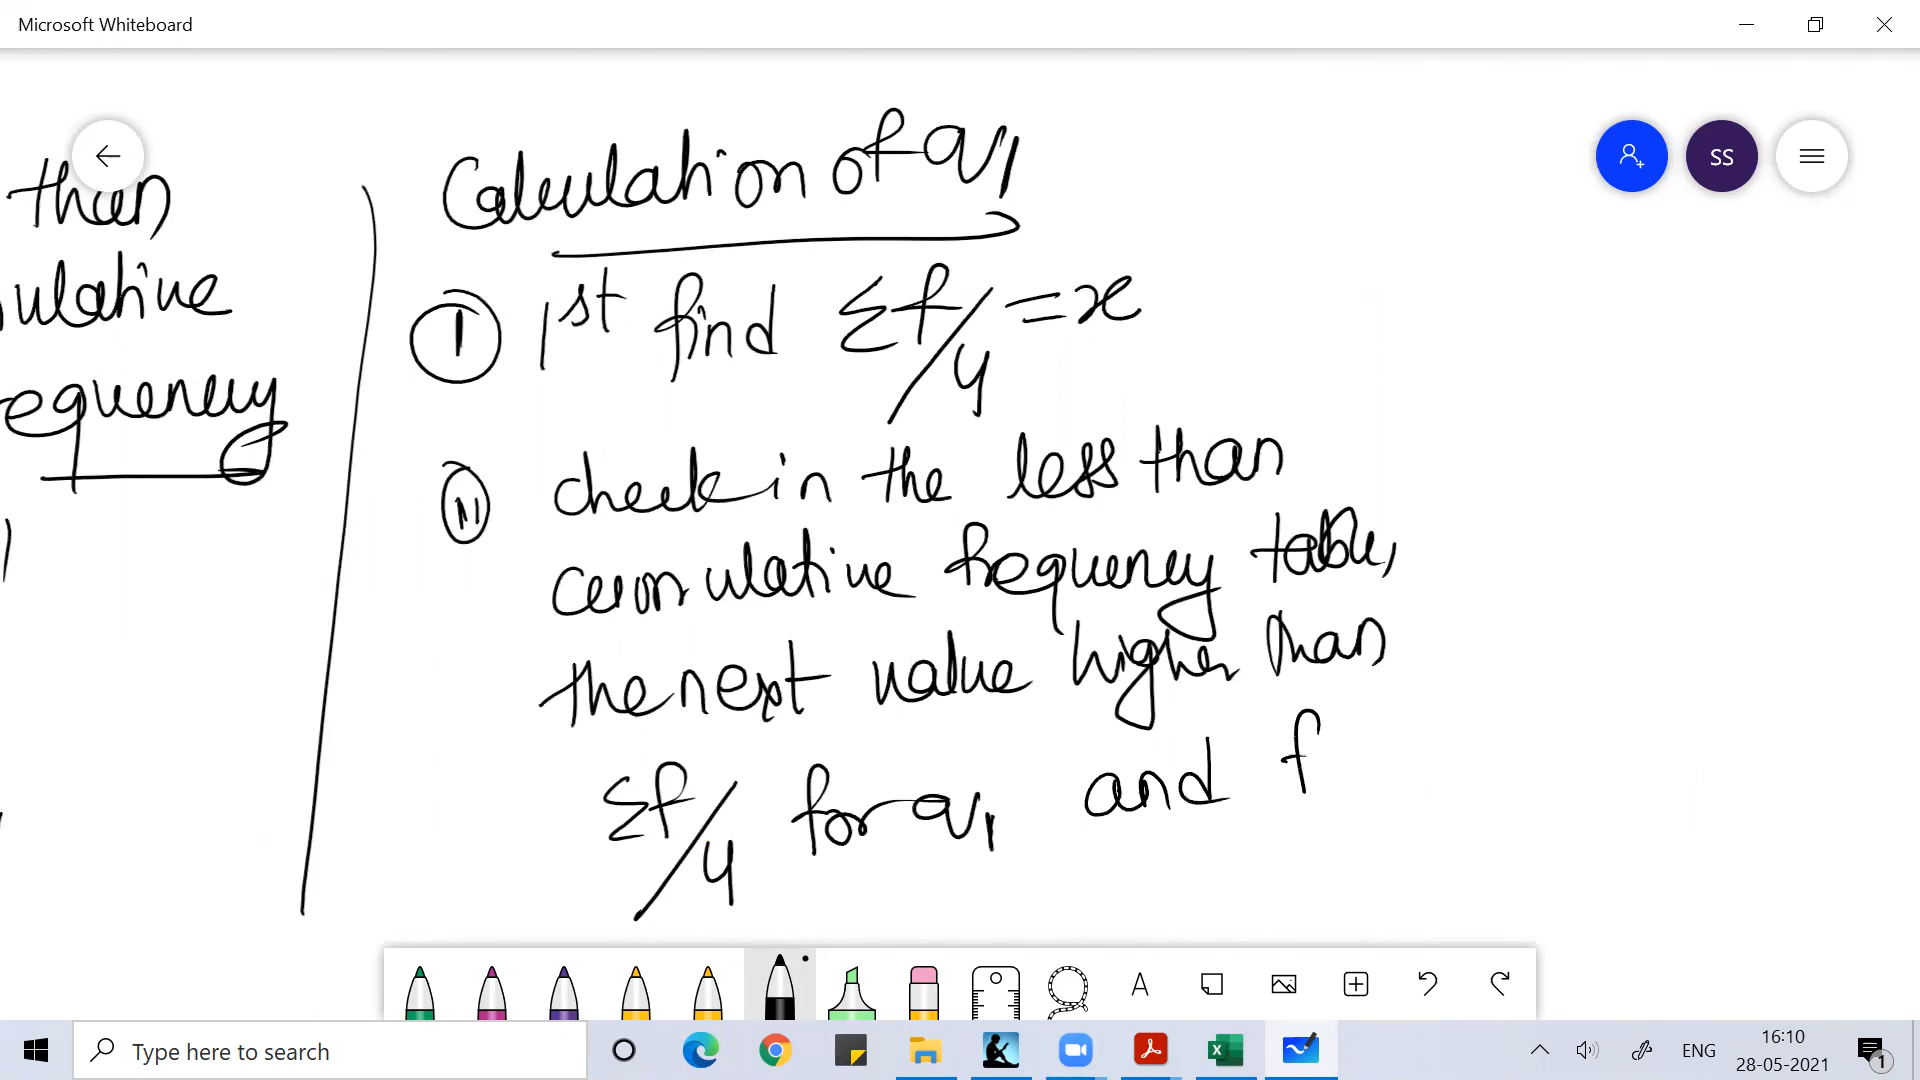 Microsoft Whiteboard
SS
than
ulative
equency
Calculation of Q1
I 1st find Σf/4 = x
II check in the less than
cumulative frequency table,
the next value higher than
Σf/4 for Q1 and f
A
Type here to search
ENG
16:10
28-05-2021
1